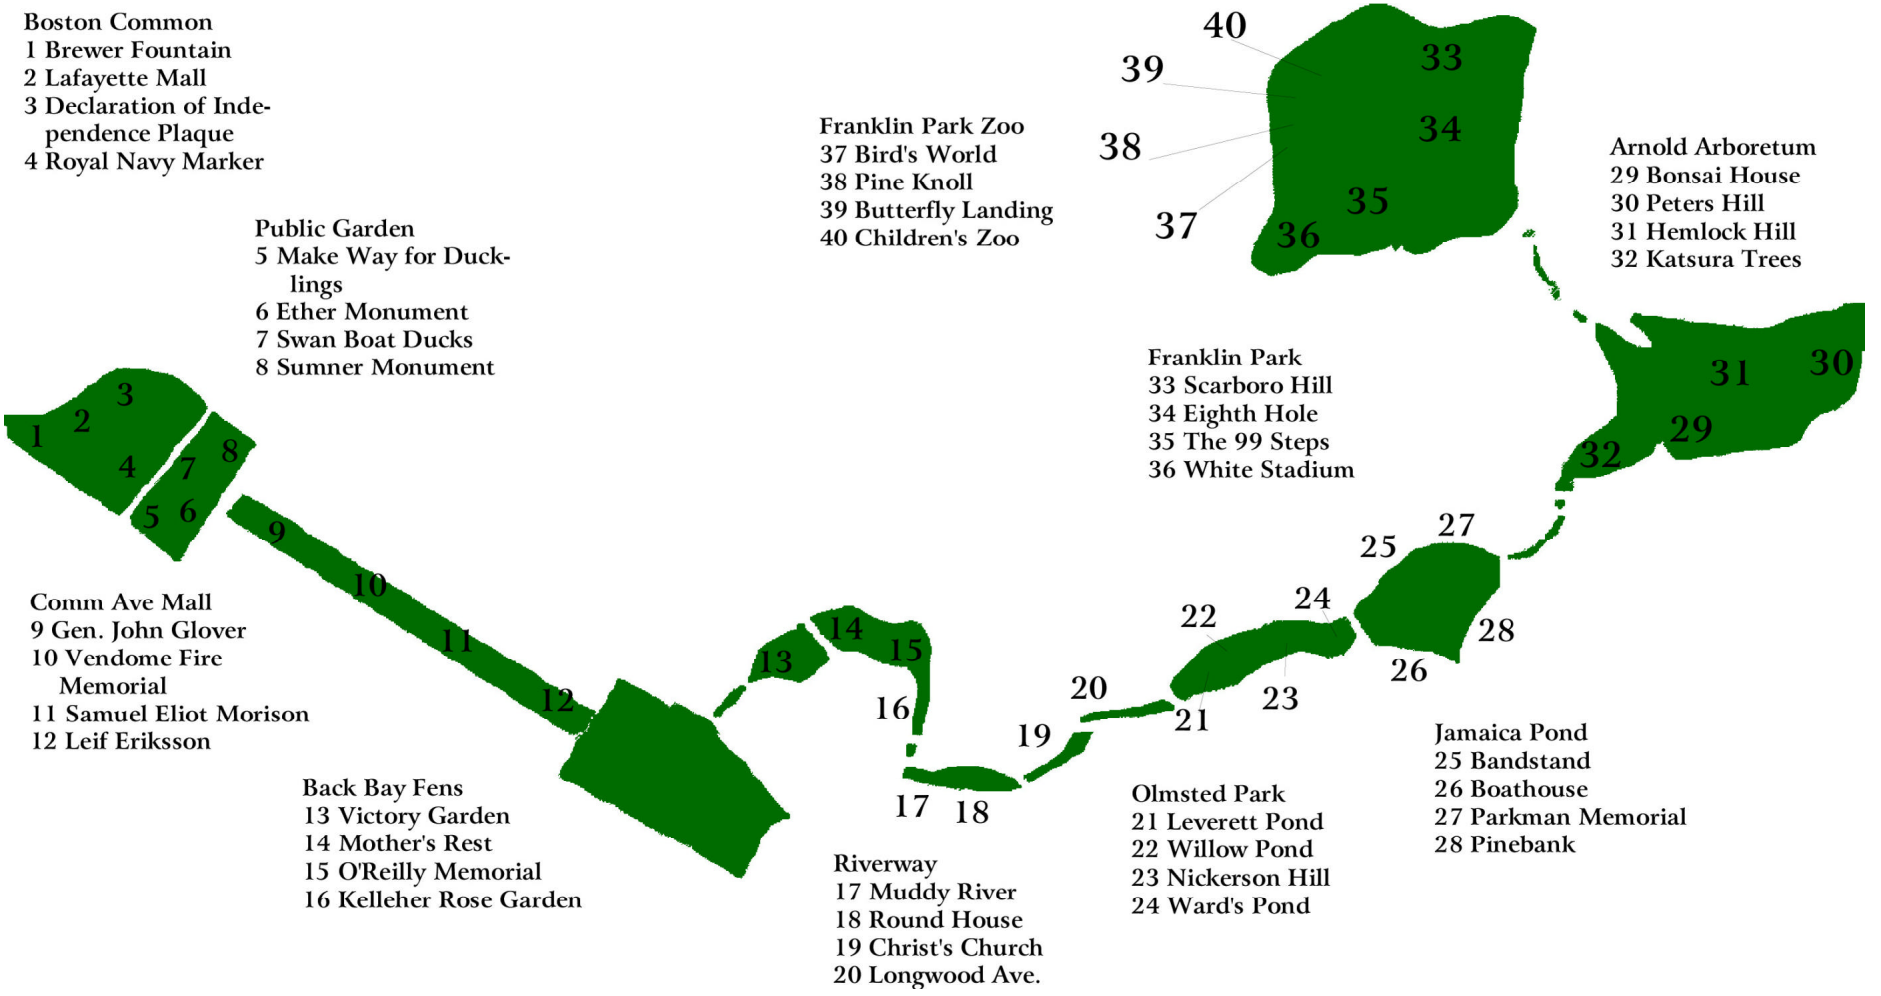 Boston Common
1 Brewer Fountain
2 Lafayette Mall
3 Declaration of Inde-
pendence Plaque
4 Royal Navy Marker
Public Garden
5 Make Way for Duck-
lings
6 Ether Monument
7 Swan Boat Ducks
8 Sumner Monument
Franklin Park Zoo
37 Bird's World
38 Pine Knoll
39 Butterfly Landing
40 Children's Zoo
Arnold Arboretum
29 Bonsai House
30 Peters Hill
31 Hemlock Hill
32 Katsura Trees
Franklin Park
33 Scarboro Hill
34 Eighth Hole
35 The 99 Steps
36 White Stadium
Comm Ave Mall
9 Gen. John Glover
10 Vendome Fire
Memorial
11 Samuel Eliot Morison
12 Leif Eriksson
Back Bay Fens
13 Victory Garden
14 Mother's Rest
15 O'Reilly Memorial
16 Kelleher Rose Garden
Riverway
17 Muddy River
18 Round House
19 Christ's Church
20 Longwood Ave.
Olmsted Park
21 Leverett Pond
22 Willow Pond
23 Nickerson Hill
24 Ward's Pond
Jamaica Pond
25 Bandstand
26 Boathouse
27 Parkman Memorial
28 Pinebank
1
2
3
4
5
6
7
8
9
10
11
12
13
14
15
16
17
18
19
20
21
22
23
24
25
26
27
28
29
30
31
32
33
34
35
36
37
38
39
40